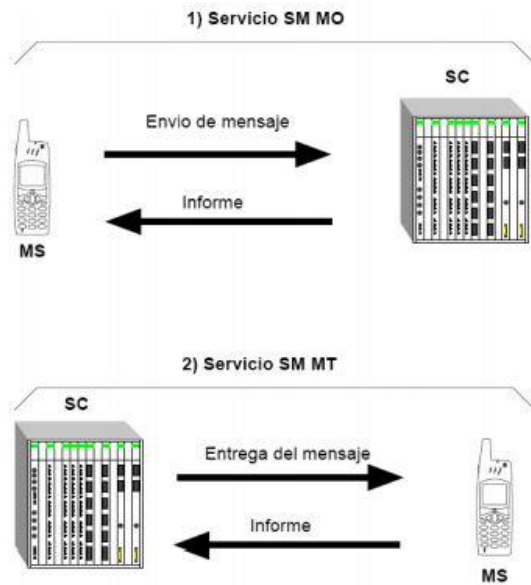 1) Servicio SM MO
SC
Envio de mensaje
Informe
MS
2) Servicio SM MT
SC
Entrega del mensaje
Informe
MS